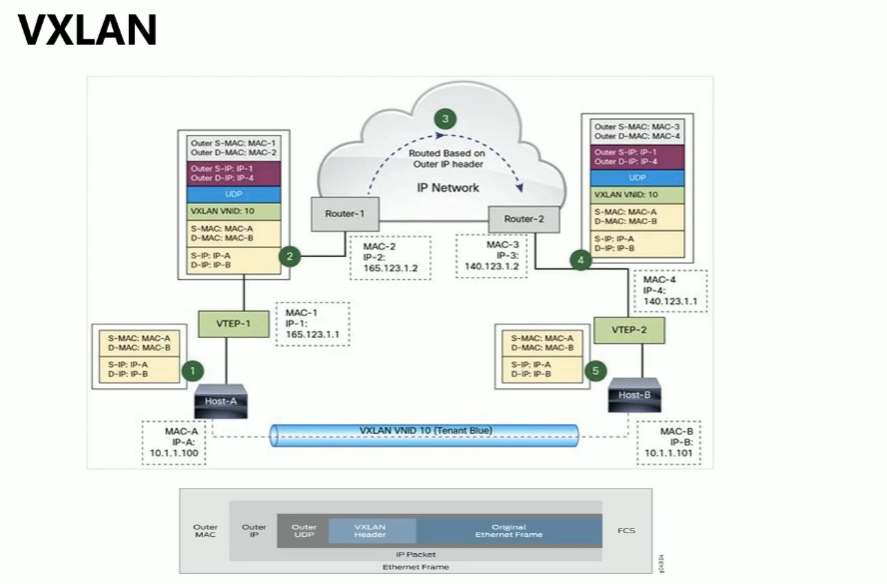 VXLAN
Outer S-MAC: MAC-1
Outer D-MAC: MAC-2
Outer S-IP: IP-1
Outer D-IP: IP-4
UDP
VXLAN VNID: 10
S-MAC: MAC-A
D-MAC: MAC-B
S-IP: IP-A
D-IP: IP-B
2
3
Routed Based on
Outer IP header
IP Network
Router-1
Router-2
MAC-2
IP-2:
165.123.1.2
MAC-3
IP-3:
140.123.1.2
Outer S-MAC: MAC-3
Outer D-MAC: MAC-4
Outer S-IP: IP-1
Outer D-IP: IP-4
UDP
VXLAN VNID: 10
S-MAC: MAC-A
D-MAC: MAC-B
S-IP: IP-A
D-IP: IP-B
4
MAC-4
IP-4:
140.123.1.1
VTEP-1
MAC-1
IP-1:
165.123.1.1
VTEP-2
S-MAC: MAC-A
D-MAC: MAC-B
S-IP: IP-A
D-IP: IP-B
1
Host-A
S-MAC: MAC-A
D-MAC: MAC-B
S-IP: IP-A
D-IP: IP-B
5
Host-B
MAC-A
IP-A:
10.1.1.100
VXLAN VNID 10 (Tenant Blue)
MAC-B
IP-B:
10.1.1.101
Outer
MAC
Outer
IP
Outer
UDP
VXLAN
Header
Original
Ethernet Frame
FCS
IP Packet
Ethernet Frame